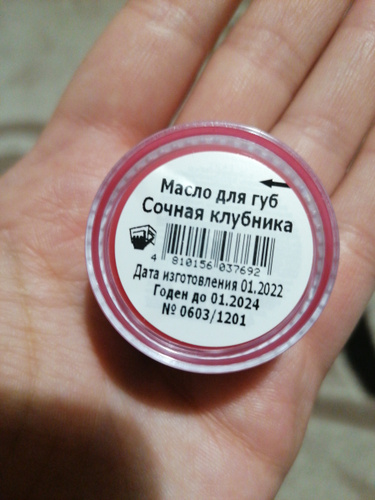 Масло для губ
Сочная клубника
4 810156 037692
Дата изготовления 01.2022
Годен до 01.2024
№ 0603/1201